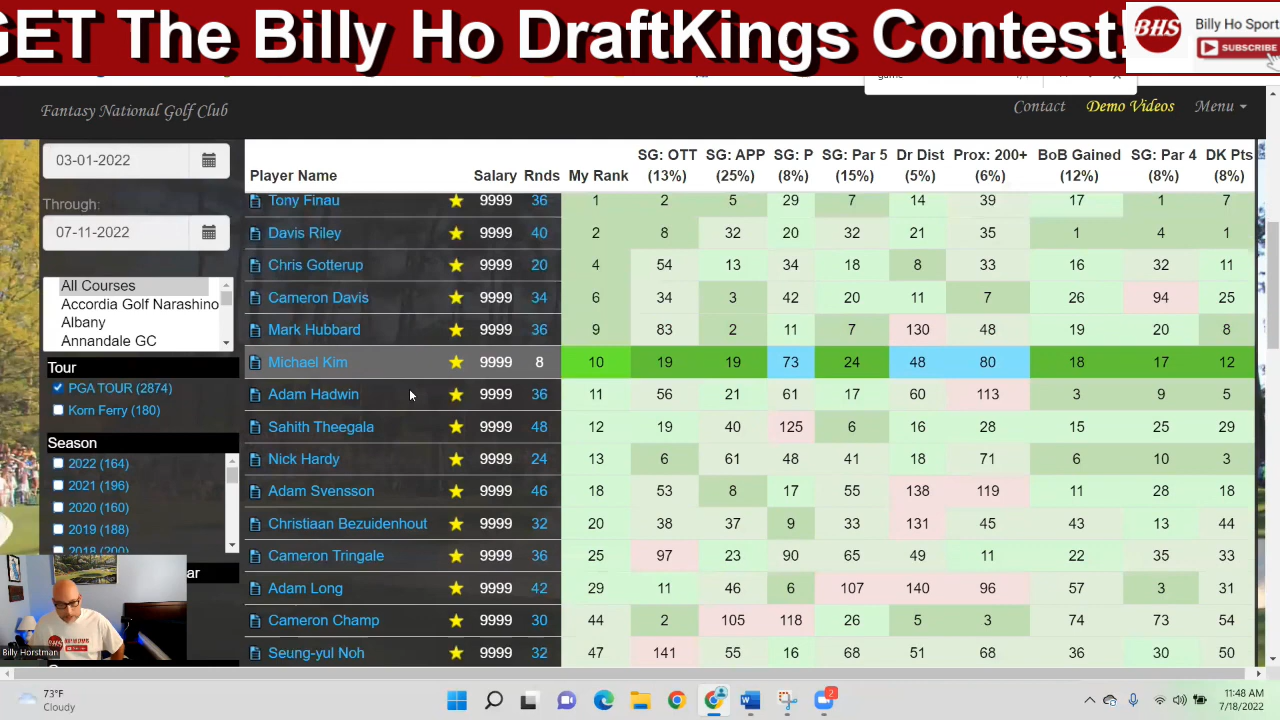 GET The Billy Ho DraftKings Contest!
BHS
Billy Ho Sport
SUBSCRIBE
Fantasy National Golf Club
Contact Demo Videos Menu
03-01-2022
Through:
07-11-2022
All Courses
Accordia Golf Narashino
Albany
Annandale GC
Tour
PGA TOUR (2874)
Korn Ferry (180)
Season
2022 (164)
2021 (196)
2020 (160)
2019 (188)
2018 (200)
SG: OTT SG: APP SG: P SG: Par 5 Dr Dist Prox: 200+ BoB Gained SG: Par 4 DK Pts
Player Name Salary Rnds My Rank (13%) (25%) (8%) (15%) (5%) (6%) (12%) (8%) (8%)
Tony Finau 9999 36 1 2 5 29 7 14 39 17 1 7
Davis Riley 9999 40 2 8 32 20 32 21 35 1 4 1
Chris Gotterup 9999 20 4 54 13 34 18 8 33 16 32 11
Cameron Davis 9999 34 6 34 3 42 20 11 7 26 94 25
Mark Hubbard 9999 36 9 83 2 11 7 130 48 19 20 8
Michael Kim 9999 8 10 19 19 73 24 48 80 18 17 12
Adam Hadwin 9999 36 11 56 21 61 17 60 113 3 9 5
Sahith Theegala 9999 48 12 19 40 125 6 16 28 15 25 29
Nick Hardy 9999 24 13 6 61 48 41 18 71 6 10 3
Adam Svensson 9999 46 18 53 8 17 55 138 119 11 28 18
Christiaan Bezuidenhout 9999 32 20 38 37 9 33 131 45 43 13 44
Cameron Tringale 9999 36 25 97 23 90 65 49 11 22 35 33
Adam Long 9999 42 29 11 46 6 107 140 96 57 3 31
Cameron Champ 9999 30 44 2 105 118 26 5 3 74 73 54
Seung-yul Noh 9999 32 47 141 55 16 68 51 68 36 30 50
ar
BHS
Billy Horstman
73°F
Cloudy
2
11:48 AM
7/18/2022